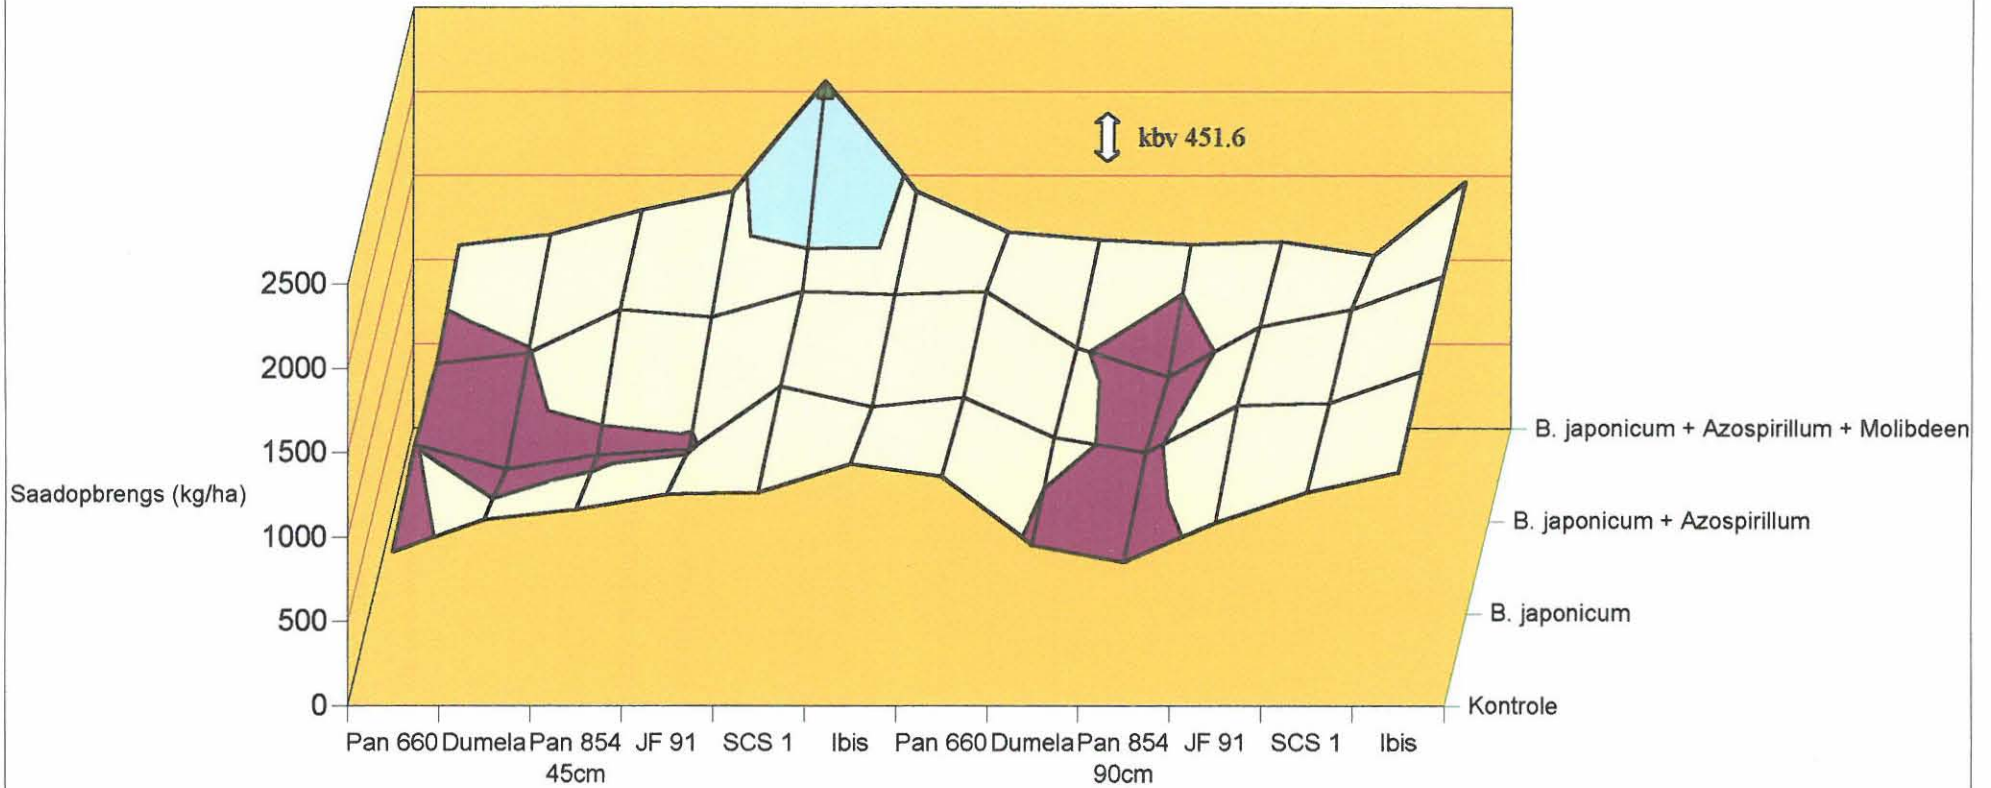 kbv 451.6
2500
2000
1500
1000
500
0
Saadopbrengs (kg/ha)
B. japonicum + Azospirillum + Molibdeen
B. japonicum + Azospirillum
B. japonicum
Kontrole
Pan 660 Dumela Pan 854 JF 91 SCS 1 Ibis Pan 660 Dumela Pan 854 JF 91 SCS 1 Ibis
45cm 90cm